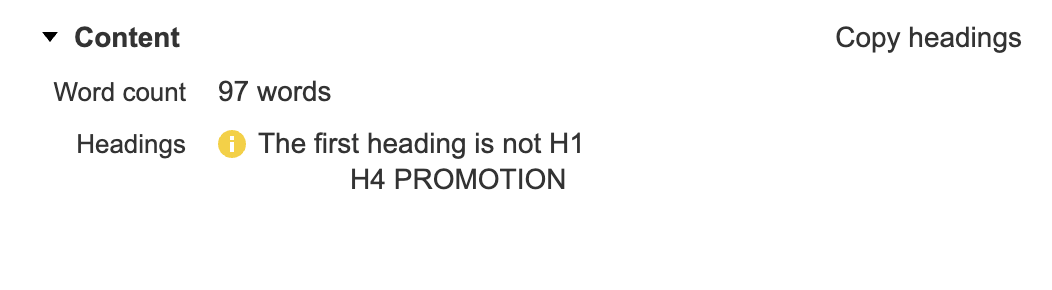 Content
Copy headings
Word count 97 words
Headings The first heading is not H1
H4 PROMOTION